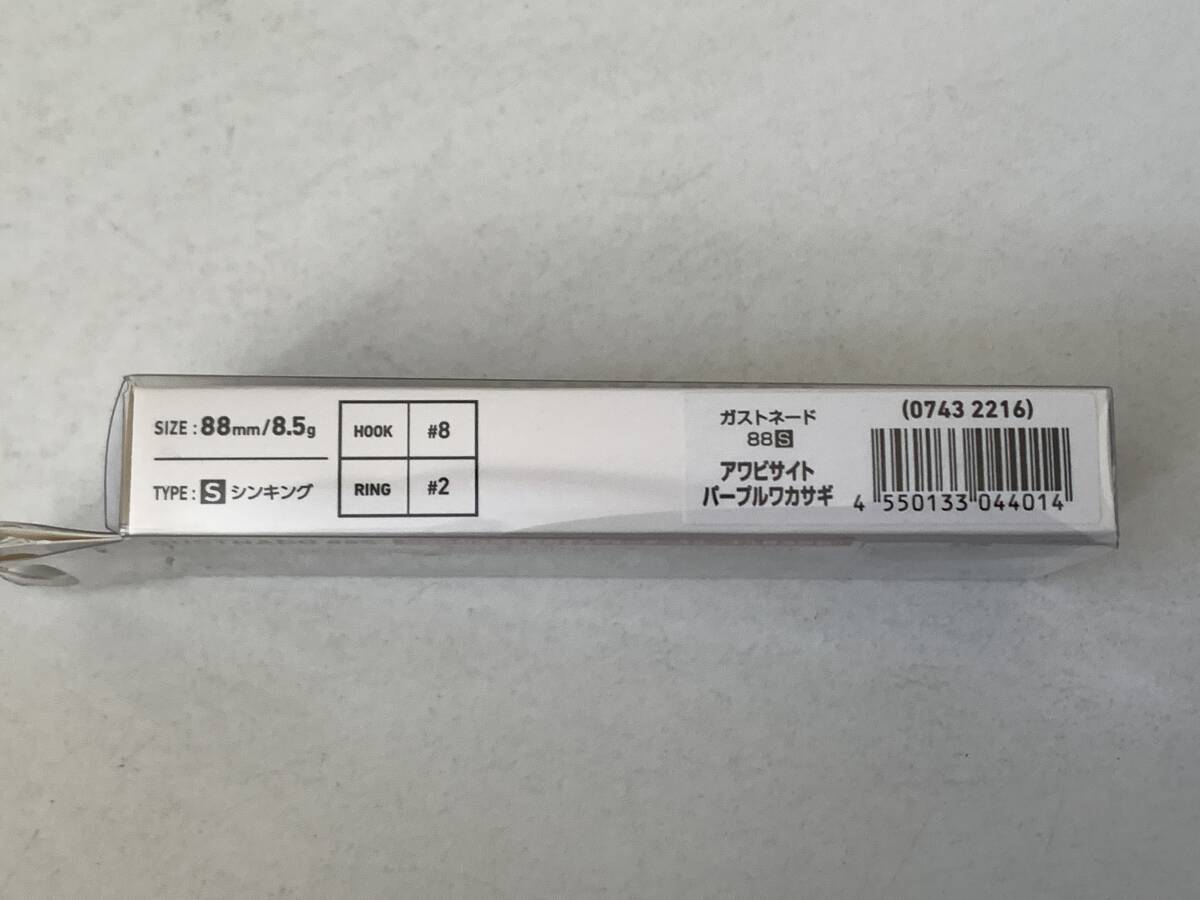 SIZE : 88mm/8.5g
TYPE : S シンキング
HOOK #8
RING #2
ガストネード
88S
アワビサイト
パープルワカサギ
(0743 2216)
4 550133 044014